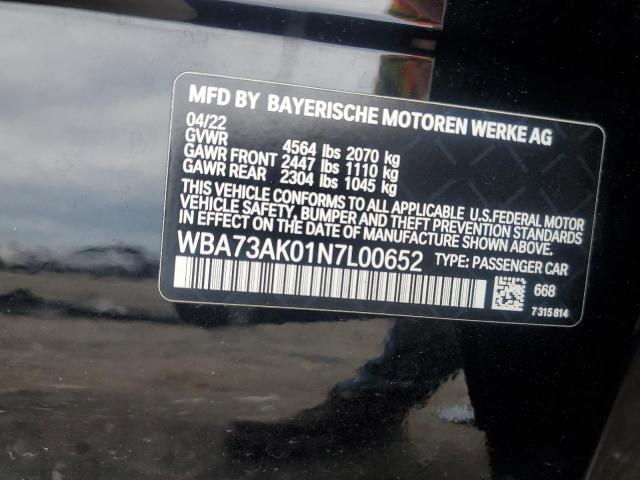 MFD BY BAYERISCHE MOTOREN WERKE AG
04/22
GVWR 4564 lbs 2070 kg
GAWR FRONT 2447 lbs 1110 kg
GAWR REAR 2304 lbs 1045 kg
THIS VEHICLE CONFORMS TO ALL APPLICABLE U.S.FEDERAL MOTOR
VEHICLE SAFETY, BUMPER AND THEFT PREVENTION STANDARDS
IN EFFECT ON THE DATE OF MANUFACTURE SHOWN ABOVE.
WBA73AK01N7L00652 TYPE: PASSENGER CAR
668
7315814